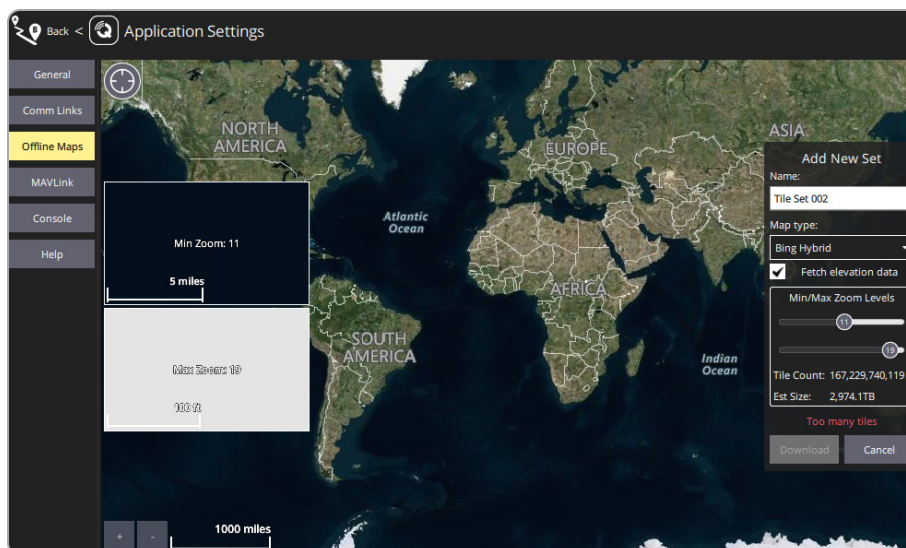 Back < Application Settings
General
Comm Links
Offline Maps
MAVLink
Console
Help
NORTH
AMERICA
EUROPE
ASIA
Atlantic
Ocean
AFRICA
SOUTH
AMERICA
Indian
Ocean
Min Zoom: 11
5 miles
Max Zoom: 19
100 ft
+ -
1000 miles
Add New Set
Name:
Tile Set 002
Map type:
Bing Hybrid
Fetch elevation data
Min/Max Zoom Levels
11
19
Tile Count: 167,229,740,119
Est Size: 2,974.1TB
Too many tiles
Download Cancel